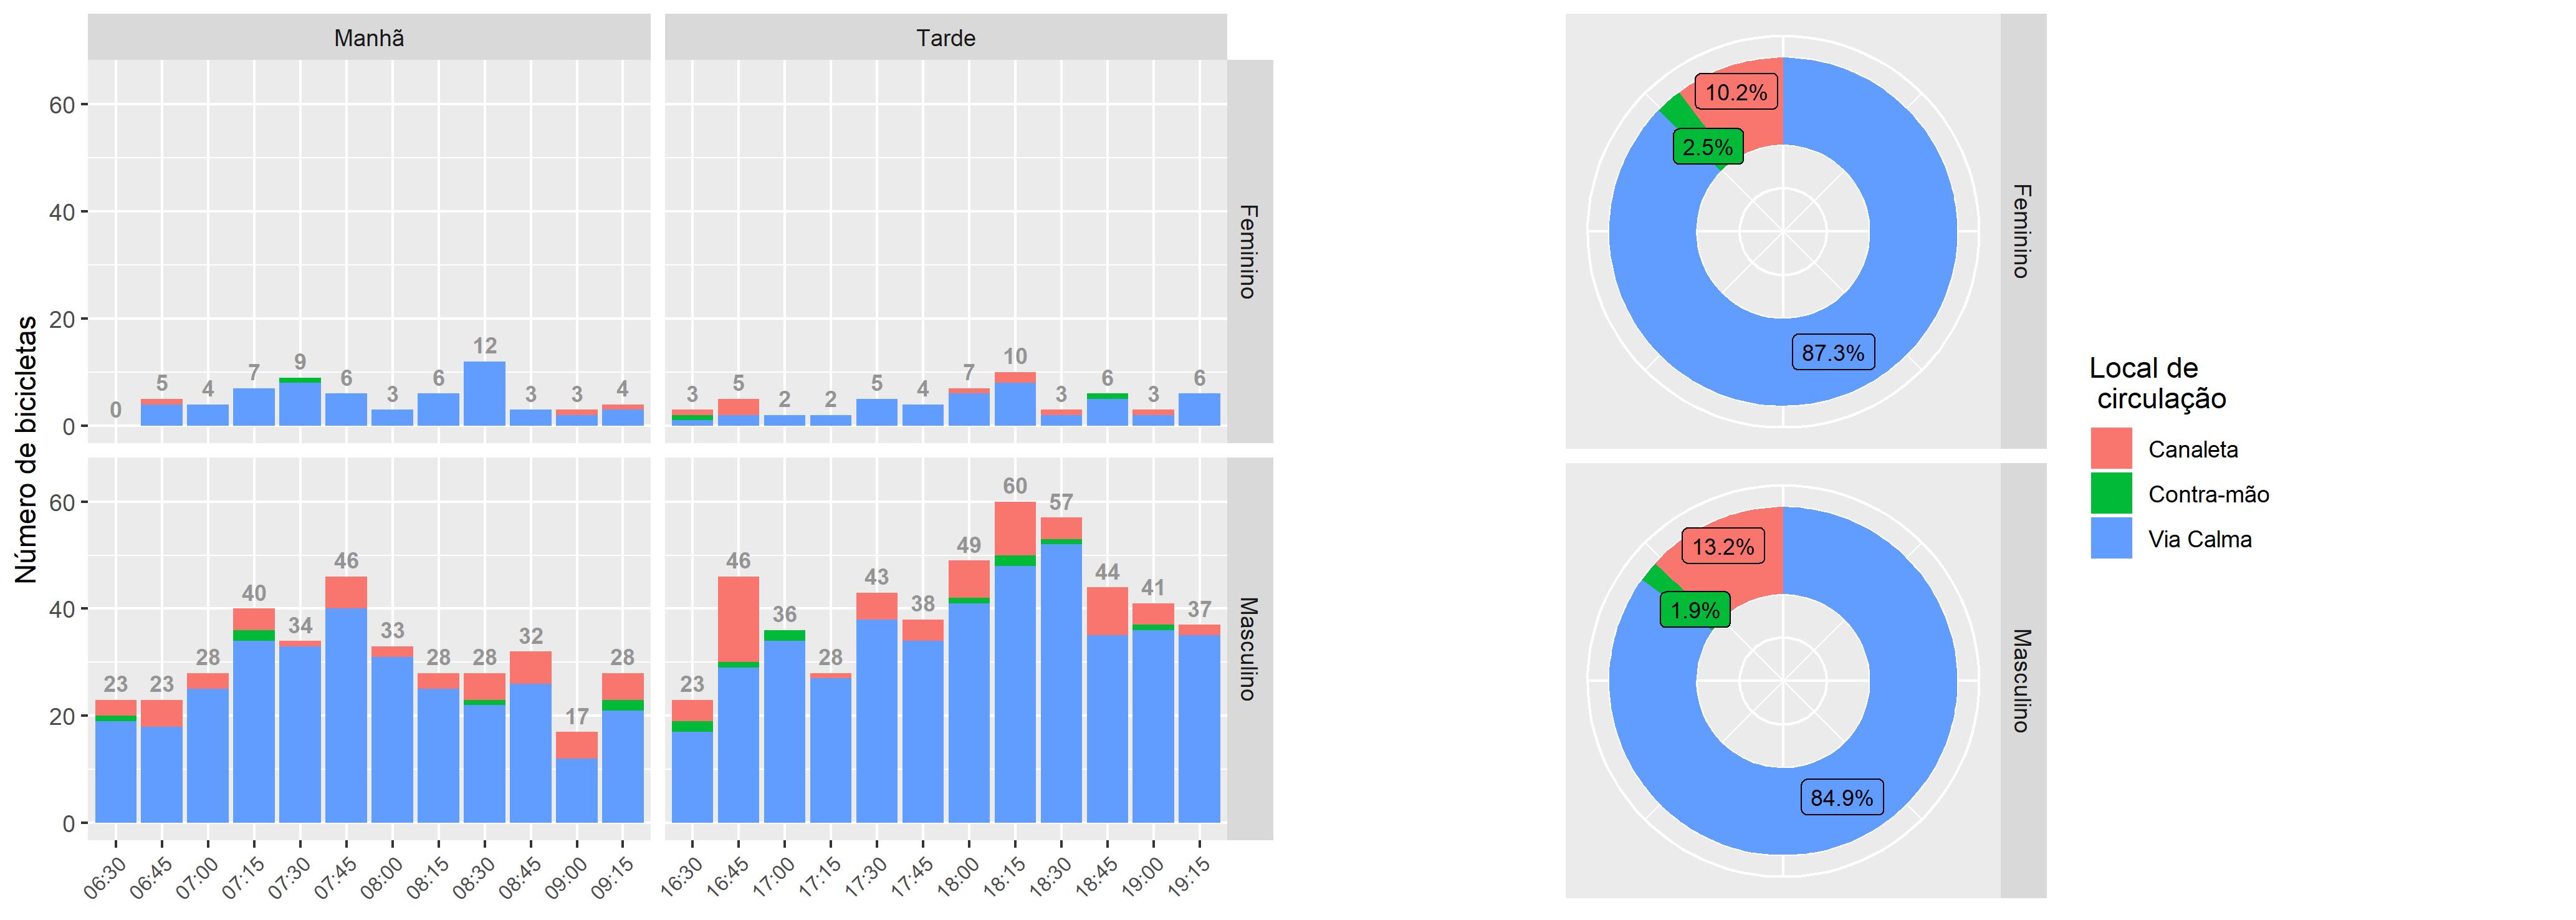 Manhã
Tarde
Número de bicicletas
60
40
20
0
0 5 4 7 9 6 3 6 12 3 3 4
3 5 2 2 5 4 7 10 3 6 3 6
Feminino
60
40
20
0
23 23 28 40 34 46 33 28 28 32 17 28
23 46 36 28 43 38 49 60 57 44 41 37
Masculino
06:30 06:45 07:00 07:15 07:30 07:45 08:00 08:15 08:30 08:45 09:00 09:15
16:30 16:45 17:00 17:15 17:30 17:45 18:00 18:15 18:30 18:45 19:00 19:15
10.2%
2.5%
87.3%
Feminino
13.2%
1.9%
84.9%
Masculino
Local de
circulação
Canaleta
Contra-mão
Via Calma